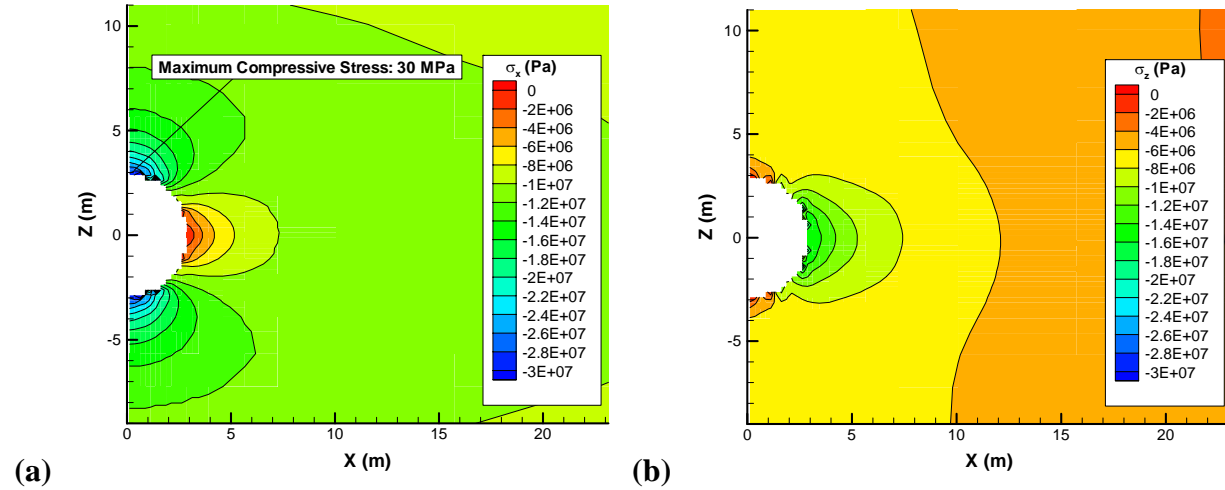 10
5
0
-5
Z (m)
0
5
10
15
20
X (m)
Maximum Compressive Stress: 30 MPa
σx (Pa)
0
-2E+06
-4E+06
-6E+06
-8E+06
-1E+07
-1.2E+07
-1.4E+07
-1.6E+07
-1.8E+07
-2E+07
-2.2E+07
-2.4E+07
-2.6E+07
-2.8E+07
-3E+07
(a)
10
5
0
-5
Z (m)
0
5
10
15
20
X (m)
σz (Pa)
0
-2E+06
-4E+06
-6E+06
-8E+06
-1E+07
-1.2E+07
-1.4E+07
-1.6E+07
-1.8E+07
-2E+07
-2.2E+07
-2.4E+07
-2.6E+07
-2.8E+07
-3E+07
(b)